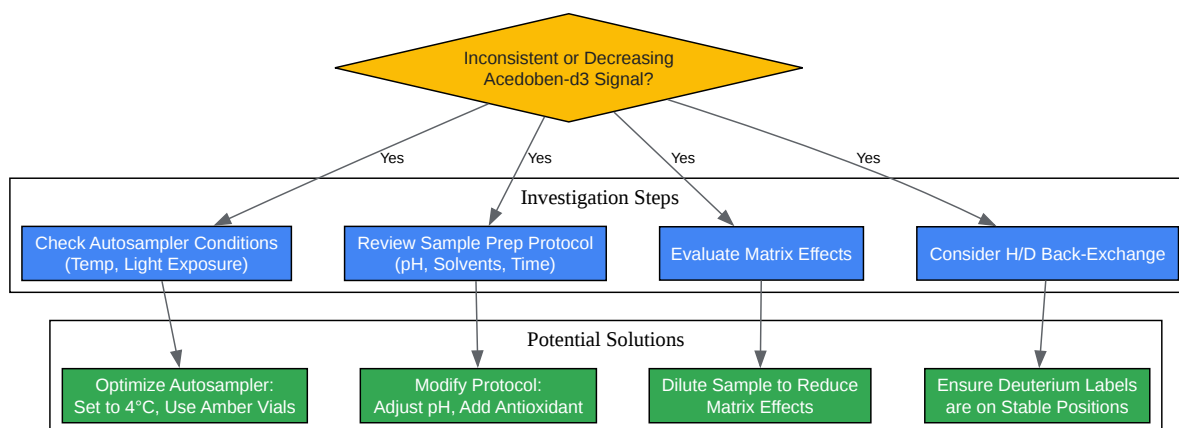 Inconsistent or Decreasing
Acedoben-d3 Signal?
Yes
Yes
Yes
Yes
Investigation Steps
Check Autosampler Conditions
(Temp, Light Exposure)
Review Sample Prep Protocol
(pH, Solvents, Time)
Evaluate Matrix Effects
Consider H/D Back-Exchange
Potential Solutions
Optimize Autosampler:
Set to 4°C, Use Amber Vials
Modify Protocol:
Adjust pH, Add Antioxidant
Dilute Sample to Reduce
Matrix Effects
Ensure Deuterium Labels
are on Stable Positions